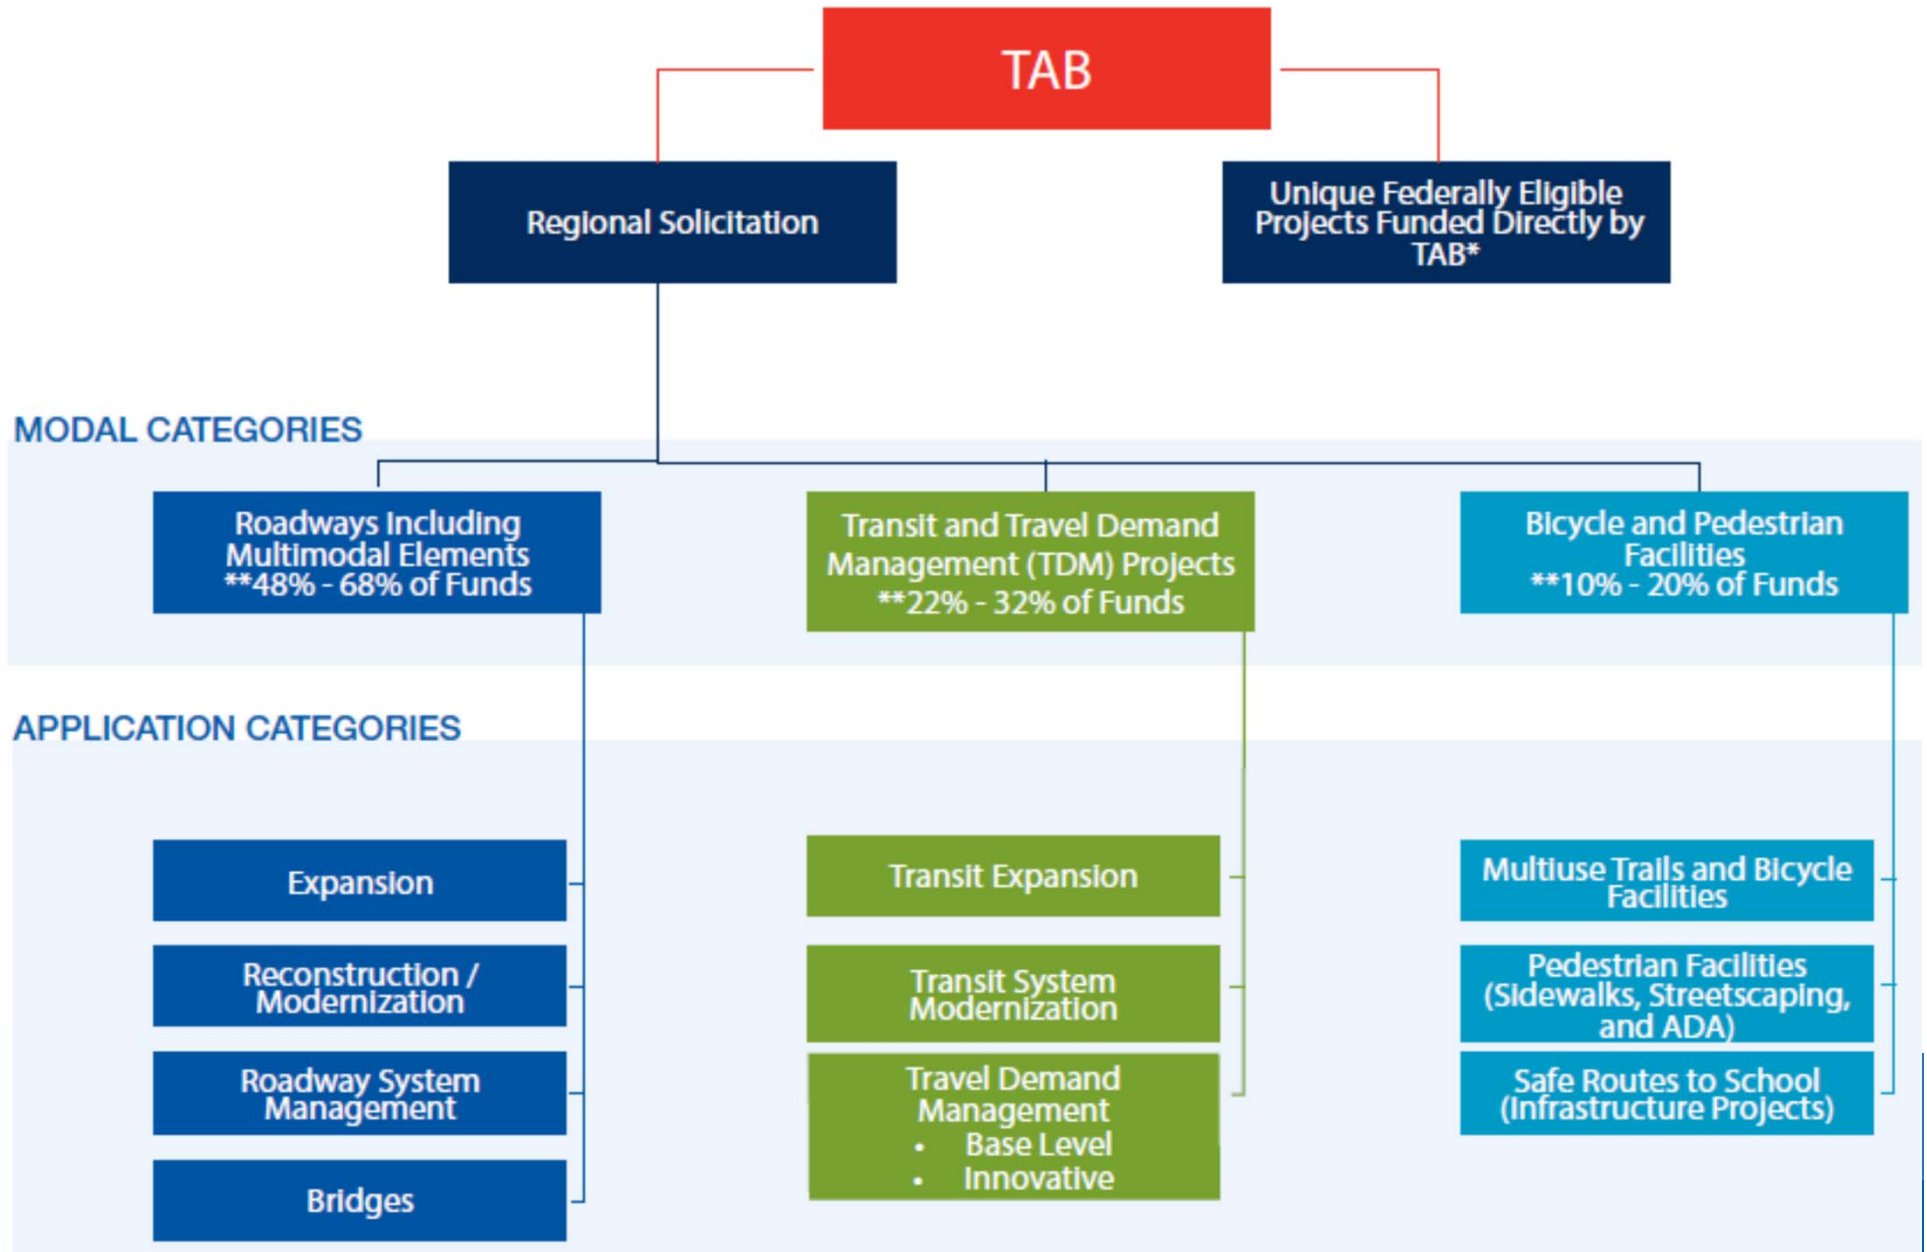 TAB
Regional Solicitation
Unique Federally Eligible
Projects Funded Directly by
TAB*
MODAL CATEGORIES
Roadways Including
Multimodal Elements
**48% - 68% of Funds
Transit and Travel Demand
Management (TDM) Projects
**22% - 32% of Funds
Bicycle and Pedestrian
Facilities
**10% - 20% of Funds
APPLICATION CATEGORIES
Expansion
Reconstruction /
Modernization
Roadway System
Management
Bridges
Transit Expansion
Transit System
Modernization
Travel Demand
Management
• Base Level
• Innovative
Multiuse Trails and Bicycle
Facilities
Pedestrian Facilities
(Sidewalks, Streetscaping,
and ADA)
Safe Routes to School
(Infrastructure Projects)